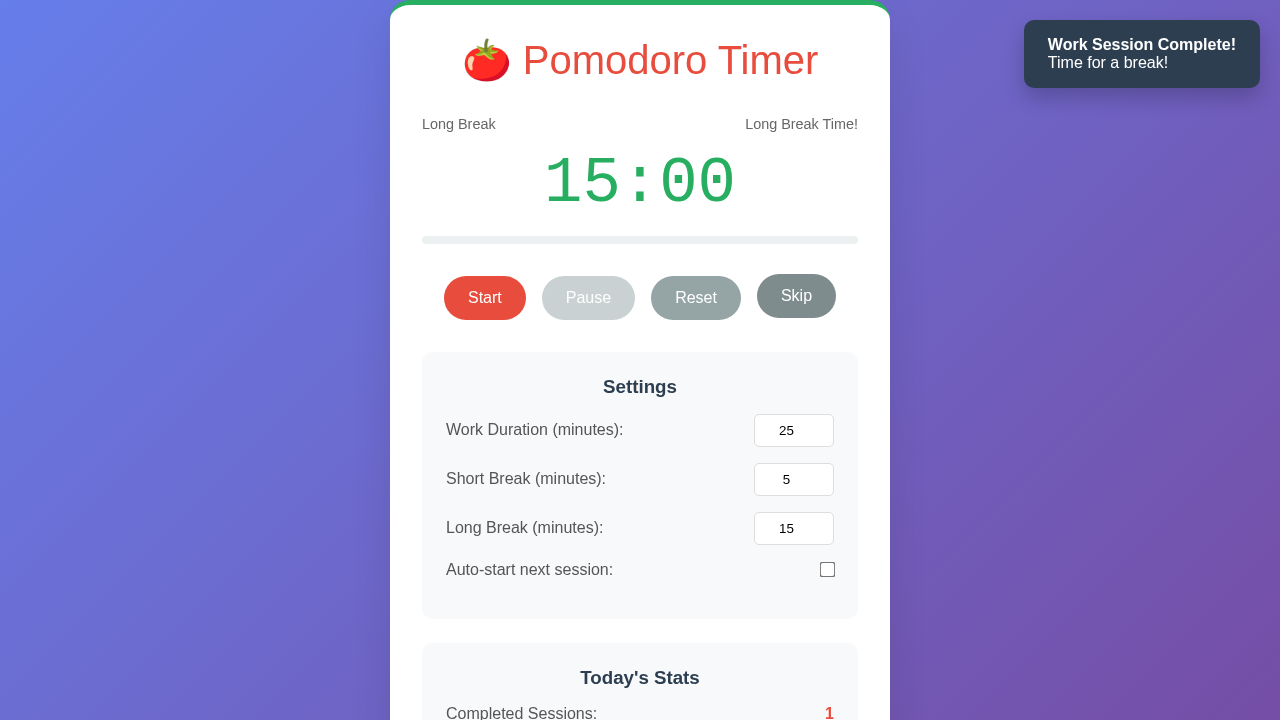 🍅 Pomodoro Timer
Work Session Complete!
Time for a break!
Long Break
Long Break Time!
15:00
Start
Pause
Reset
Skip
Settings
Work Duration (minutes):
25
Short Break (minutes):
5
Long Break (minutes):
15
Auto-start next session:
Today's Stats
Completed Sessions:
1